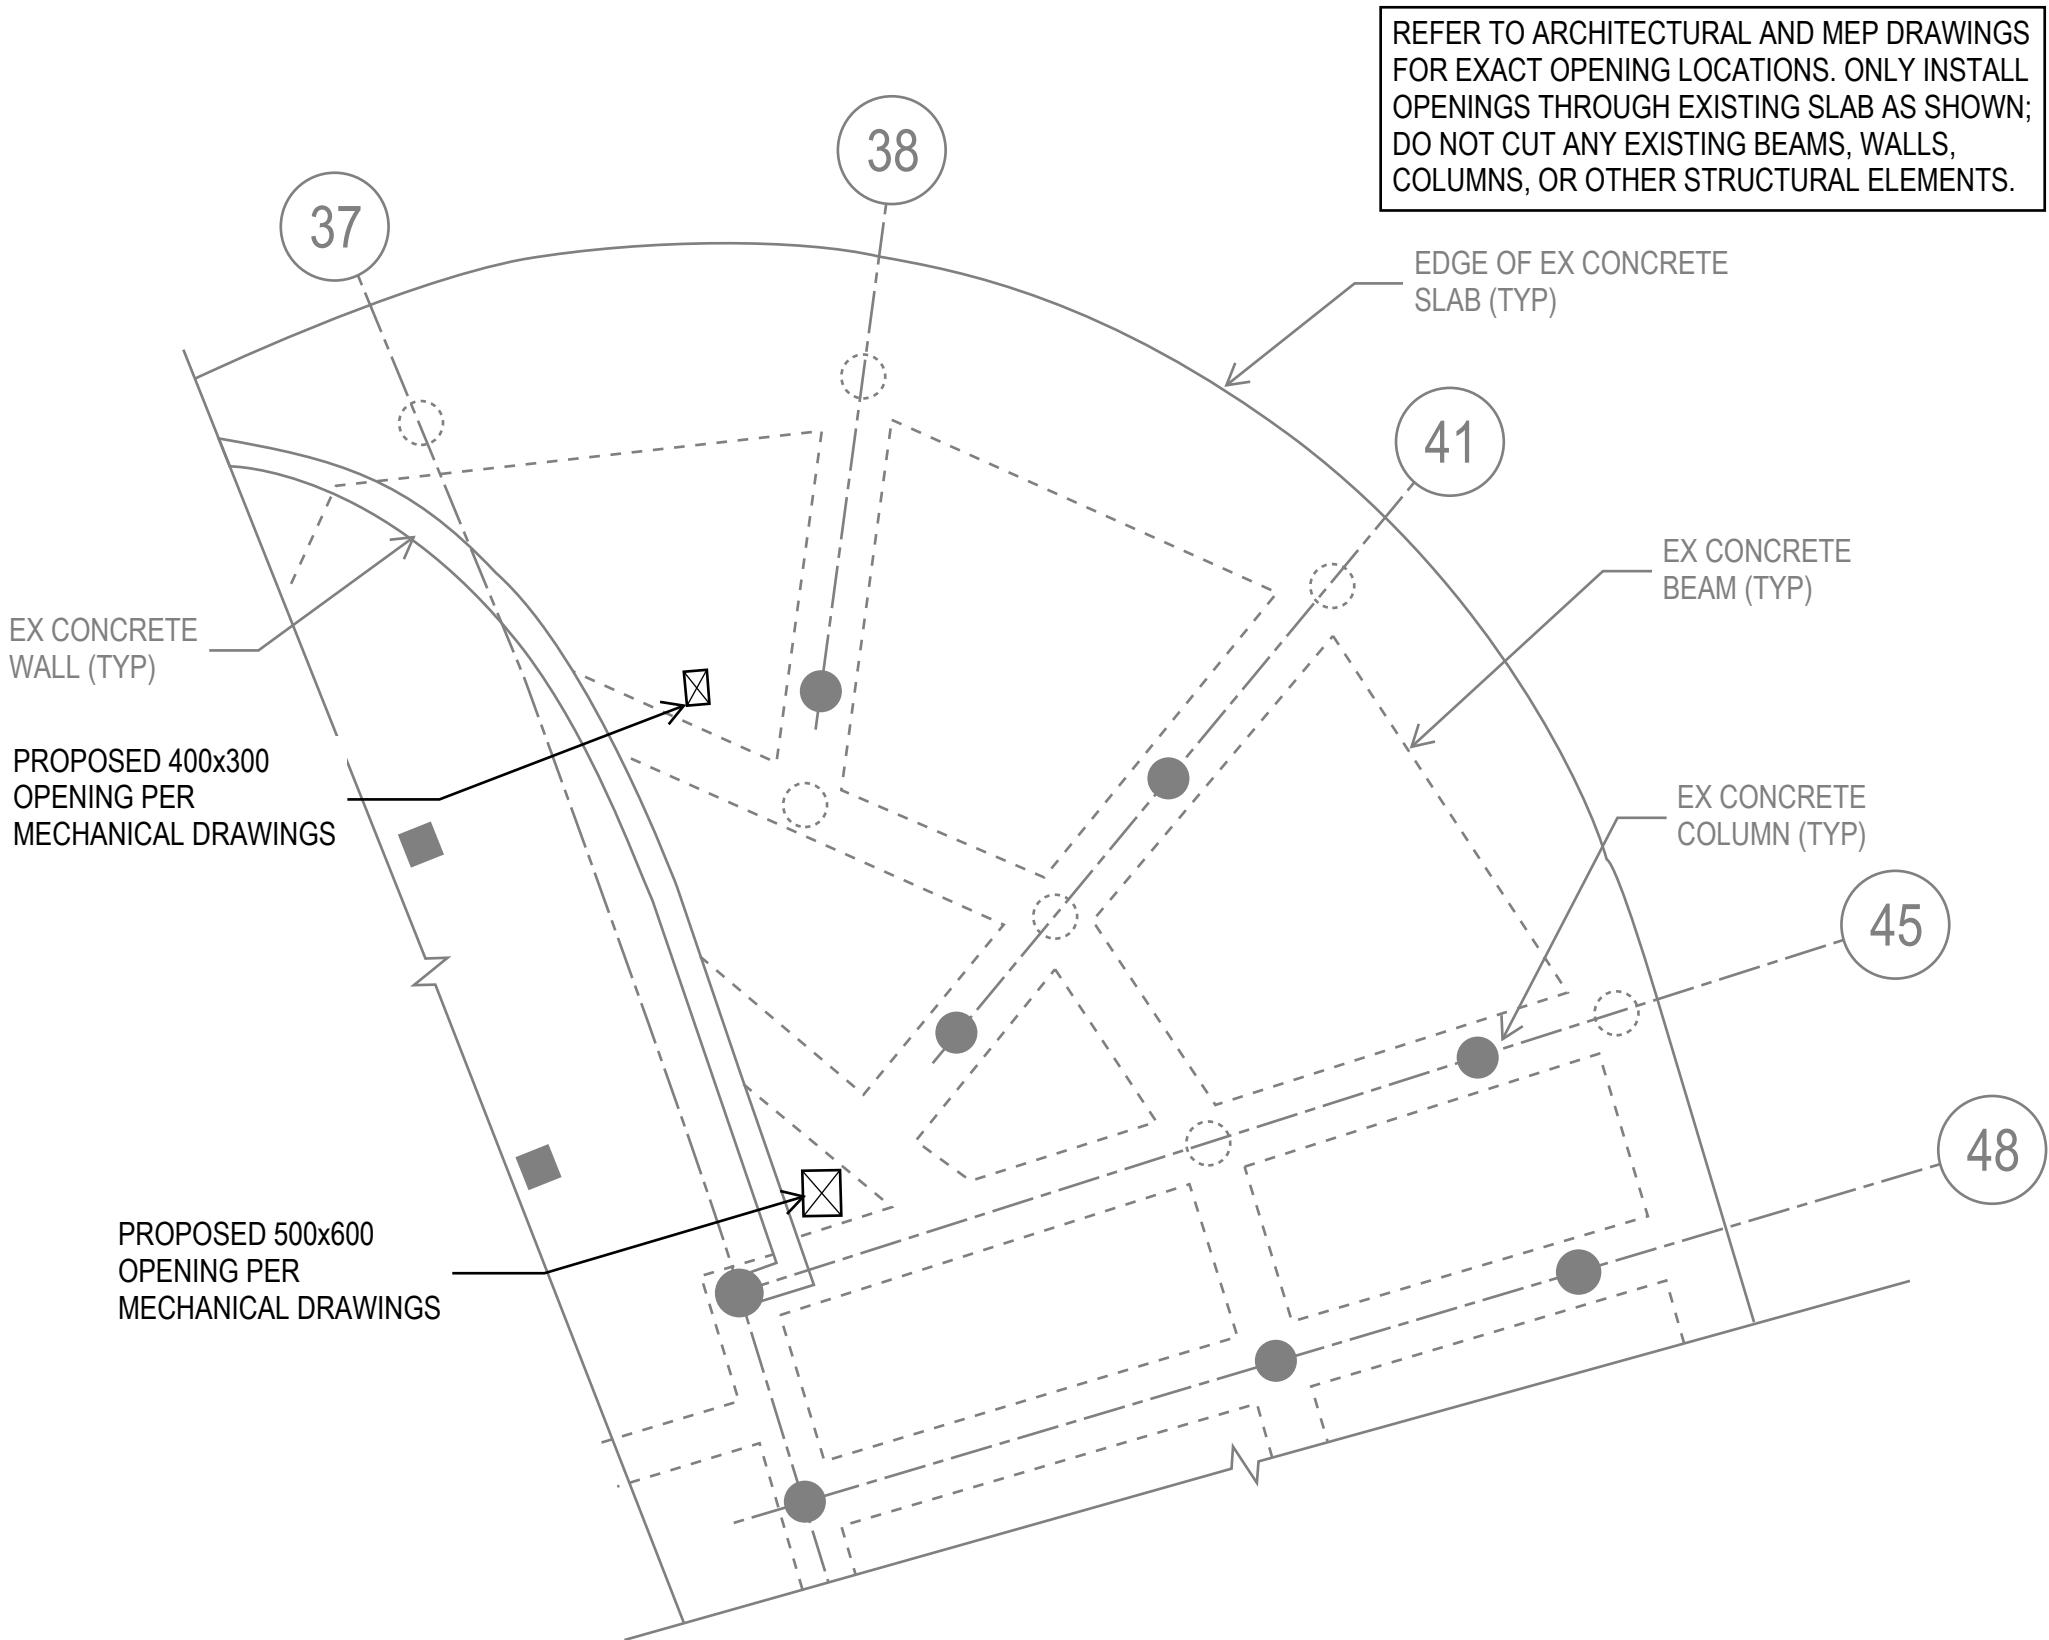 REFER TO ARCHITECTURAL AND MEP DRAWINGS
FOR EXACT OPENING LOCATIONS. ONLY INSTALL
OPENINGS THROUGH EXISTING SLAB AS SHOWN;
DO NOT CUT ANY EXISTING BEAMS, WALLS,
COLUMNS, OR OTHER STRUCTURAL ELEMENTS.
38
37
EDGE OF EX CONCRETE
SLAB (TYP)
41
EX CONCRETE
BEAM (TYP)
EX CONCRETE
WALL (TYP)
PROPOSED 400x300
OPENING PER
MECHANICAL DRAWINGS
EX CONCRETE
COLUMN (TYP)
45
48
PROPOSED 500x600
OPENING PER
MECHANICAL DRAWINGS